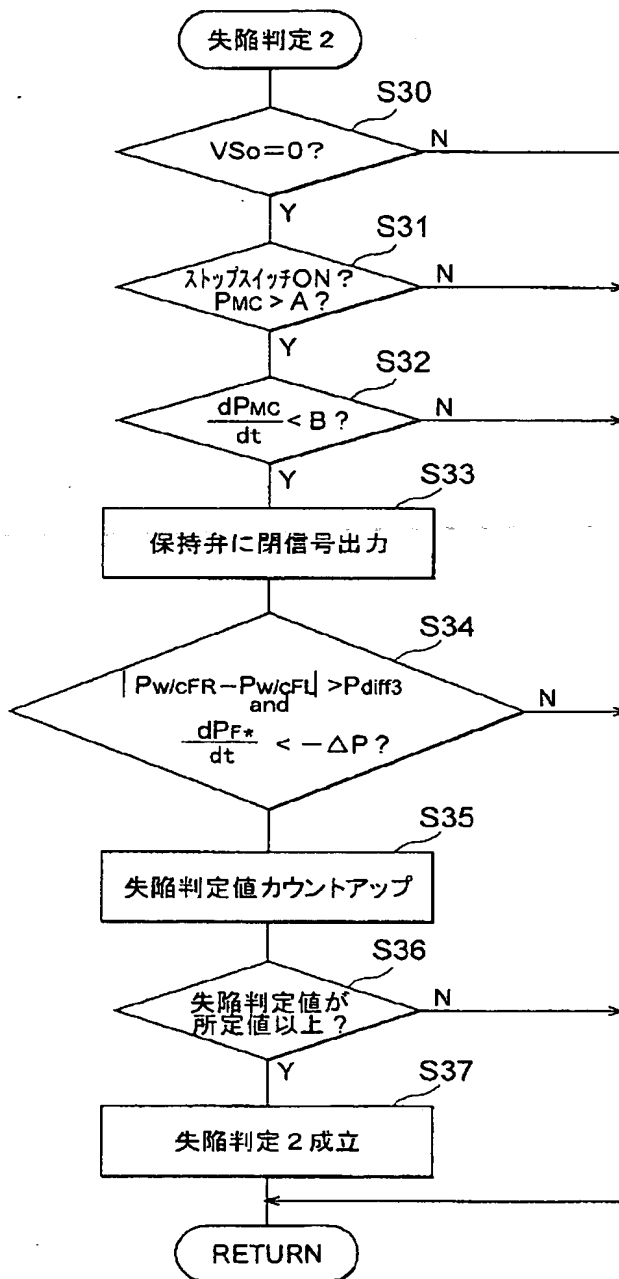 失陥判定2
S30
VSo=0?
N
Y
S31
ストップスイッチON?
PMC>A?
N
Y
S32
dPMC
dt
<B?
N
Y
S33
保持弁に閉信号出力
S34
|Pw/cFR−Pw/cFL|>Pdiff3
and
dPF*
dt
<−△P?
N
S35
失陥判定値カウントアップ
S36
失陥判定値が
所定値以上?
N
Y
S37
失陥判定2成立
RETURN